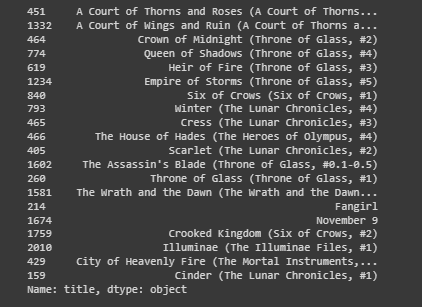 451 A Court of Thorns and Roses (A Court of Thorns...
1332 A Court of Wings and Ruin (A Court of Thorns a...
464 Crown of Midnight (Throne of Glass, #2)
774 Queen of Shadows (Throne of Glass, #4)
619 Heir of Fire (Throne of Glass, #3)
1234 Empire of Storms (Throne of Glass, #5)
840 Six of Crows (Six of Crows, #1)
793 Winter (The Lunar Chronicles, #4)
465 Cress (The Lunar Chronicles, #3)
466 The House of Hades (The Heroes of Olympus, #4)
405 Scarlet (The Lunar Chronicles, #2)
1602 The Assassin's Blade (Throne of Glass, #0.1-0.5)
260 Throne of Glass (Throne of Glass, #1)
1581 The Wrath and the Dawn (The Wrath and the Dawn...
214 Fangirl
1674 November 9
1759 Crooked Kingdom (Six of Crows, #2)
2010 Illuminae (The Illuminae Files, #1)
429 City of Heavenly Fire (The Mortal Instruments,...
159 Cinder (The Lunar Chronicles, #1)
Name: title, dtype: object